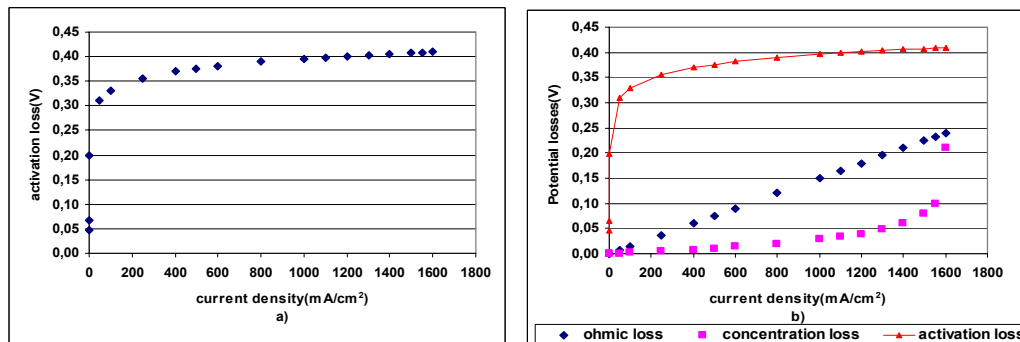 0,45
0,40
0,35
0,30
0,25
0,20
0,15
0,10
0,05
0,00
activation loss(V)
0 200 400 600 800 1000 1200 1400 1600 1800
current density(mA/cm²)
a)
0,45
0,40
0,35
0,30
0,25
0,20
0,15
0,10
0,05
0,00
Potential losses(V)
0 200 400 600 800 1000 1200 1400 1600 1800
current density(mA/cm²)
b)
ohmic loss concentration loss activation loss